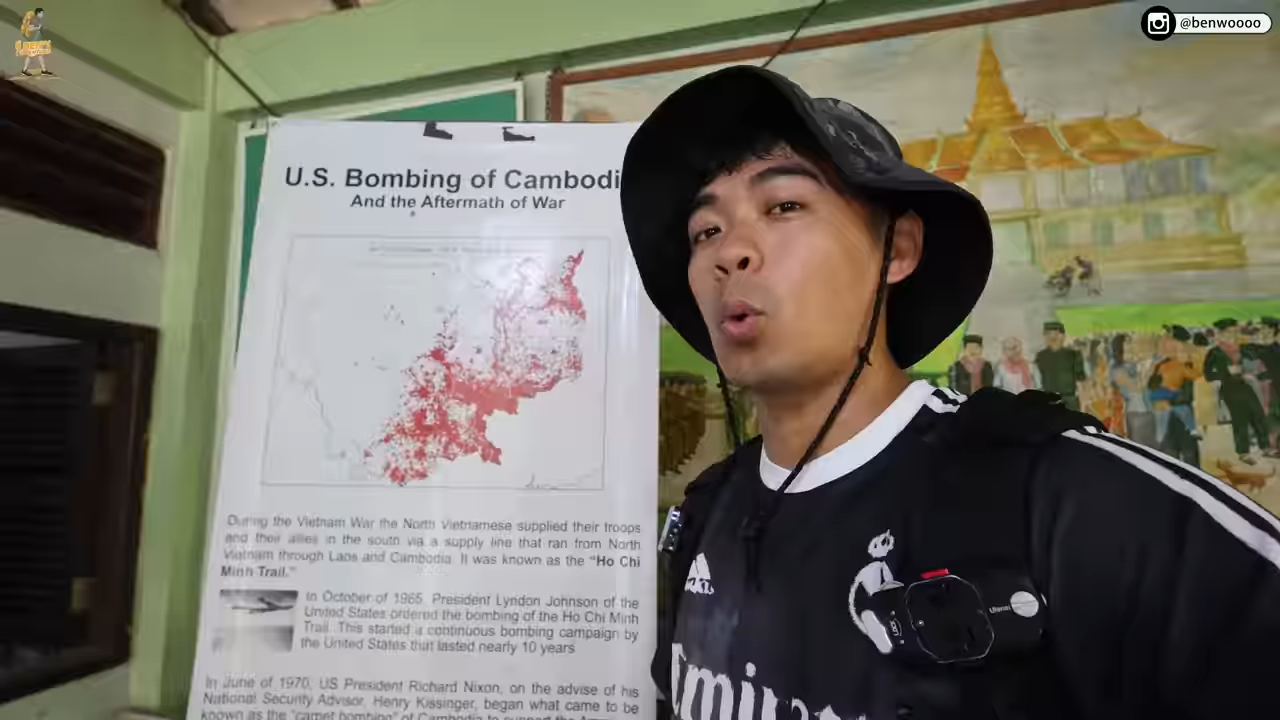 @benwoooo
U.S. Bombing of Cambodi
And the Aftermath of War
During the Vietnam War the North Vietnamese supplied their troops
and their allies in the south via a supply line that ran from North
Vietnam through Laos and Cambodia. It was known as the “Ho Chi
Minh Trail.”
In October of 1965, President Lyndon Johnson of the
United States ordered the bombing of the Ho Chi Minh
Trail. This started a continuous bombing campaign by
the United States that lasted nearly 10 years
In June of 1970, US President Richard Nixon, on the advise of his
National Security Advisor, Henry Kissinger, began what came to be
known as the "carpet bombing" of Cambodia to support the
Ulanzi